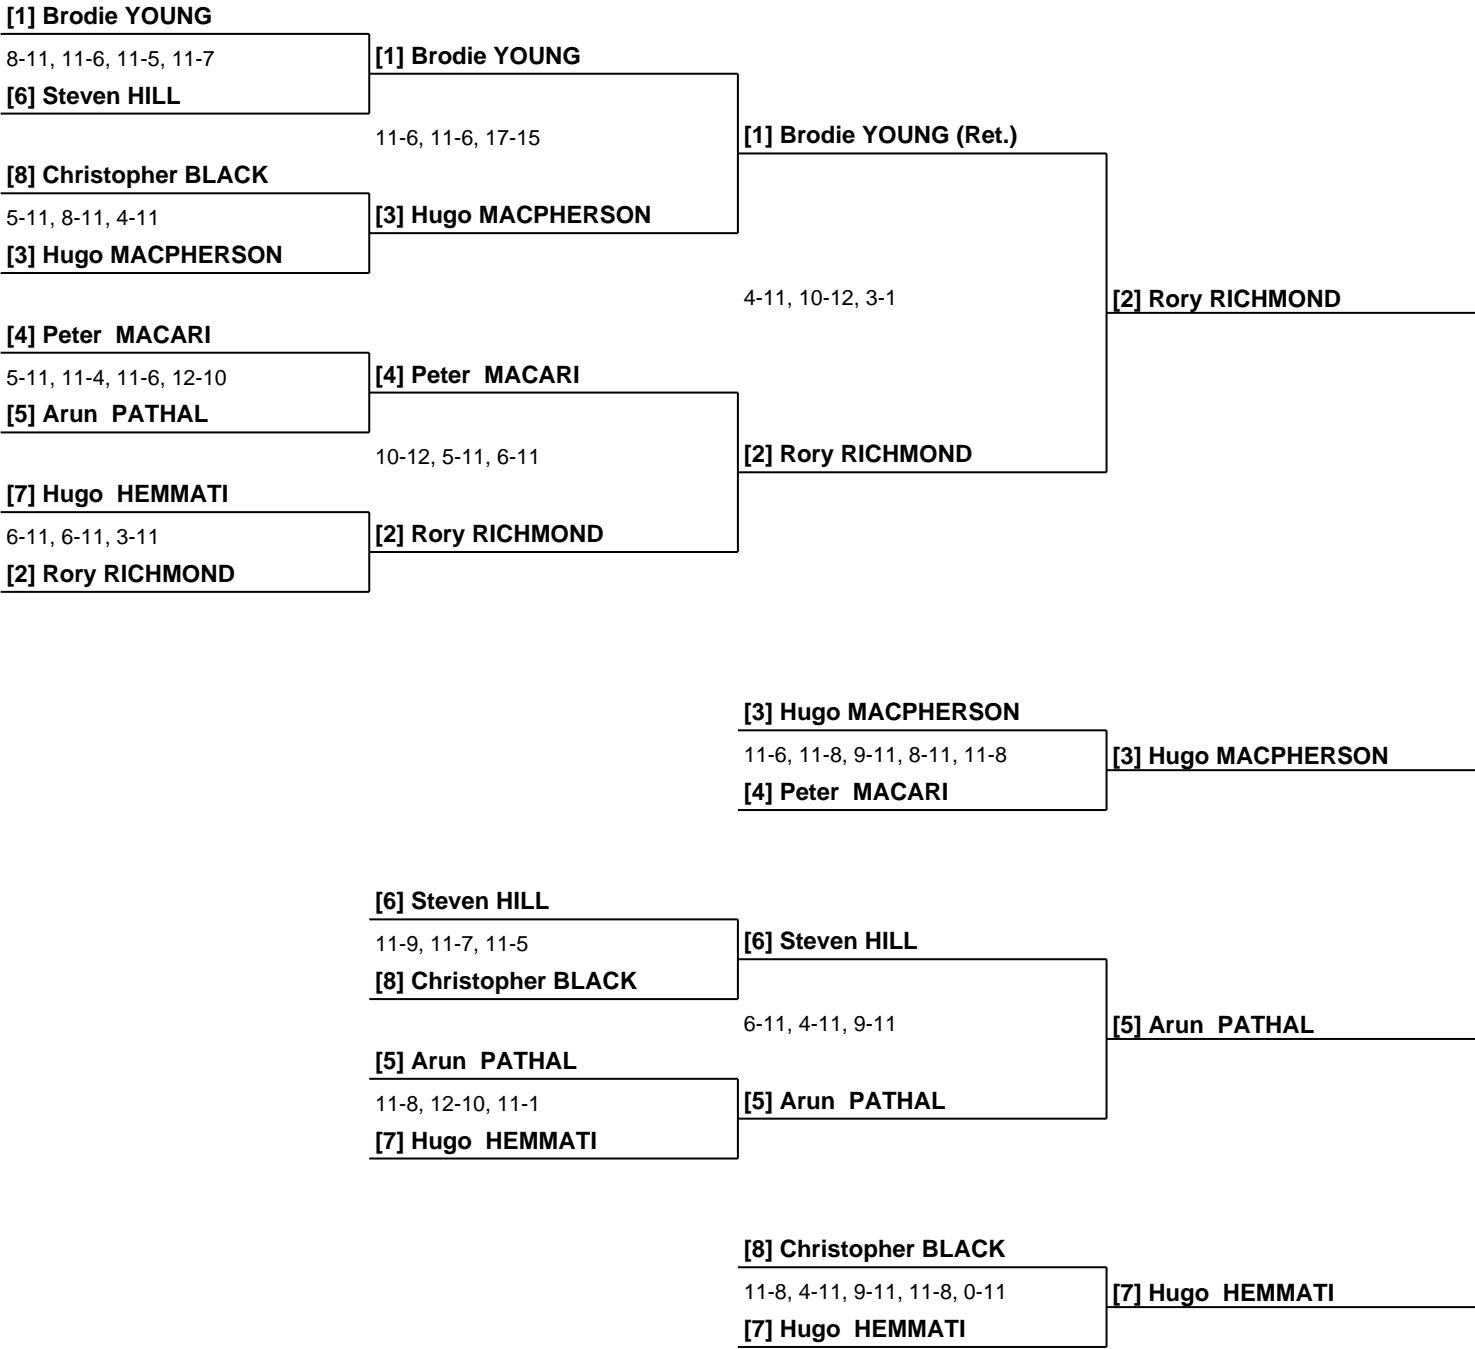 [1] Brodie YOUNG
8-11, 11-6, 11-5, 11-7
[1] Brodie YOUNG
[6] Steven HILL
11-6, 11-6, 17-15
[1] Brodie YOUNG (Ret.)
[8] Christopher BLACK
5-11, 8-11, 4-11
[3] Hugo MACPHERSON
[3] Hugo MACPHERSON
4-11, 10-12, 3-1
[2] Rory RICHMOND
[4] Peter MACARI
5-11, 11-4, 11-6, 12-10
[4] Peter MACARI
[5] Arun PATHAL
10-12, 5-11, 6-11
[2] Rory RICHMOND
[7] Hugo HEMMATI
6-11, 6-11, 3-11
[2] Rory RICHMOND
[2] Rory RICHMOND
[3] Hugo MACPHERSON
11-6, 11-8, 9-11, 8-11, 11-8
[3] Hugo MACPHERSON
[4] Peter MACARI
[6] Steven HILL
11-9, 11-7, 11-5
[6] Steven HILL
[8] Christopher BLACK
6-11, 4-11, 9-11
[5] Arun PATHAL
[5] Arun PATHAL
11-8, 12-10, 11-1
[5] Arun PATHAL
[7] Hugo HEMMATI
[8] Christopher BLACK
11-8, 4-11, 9-11, 11-8, 0-11
[7] Hugo HEMMATI
[7] Hugo HEMMATI